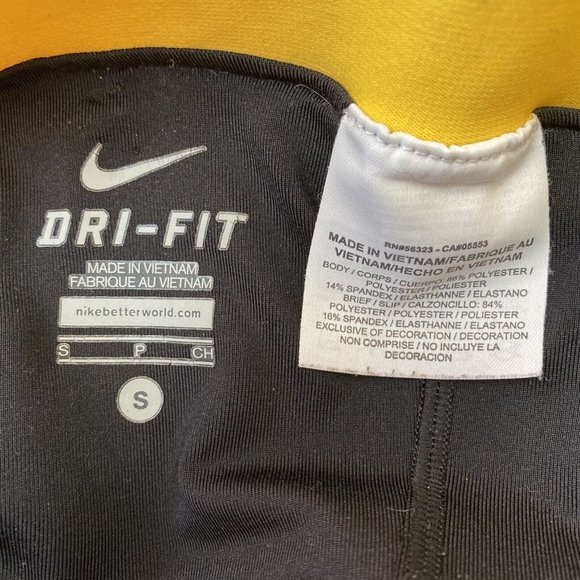 DRI-FIT
MADE IN VIETNAM
FABRIQUÉ AU VIETNAM
nikebetterworld.com
S P CH
S
RN#56323 - CA#05553
MADE IN VIETNAM/FABRIQUE AU
VIETNAM/HECHO EN VIETNAM
BODY / CORPS / CUERPO: 86% POLYESTER /
POLYESTER / POLIESTER
14% SPANDEX / ELASTHANNE / ELASTANO
BRIEF / SLIP / CALZONCILLO: 84%
POLYESTER / POLYESTER / POLIESTER
16% SPANDEX / ELASTHANNE / ELASTANO
EXCLUSIVE OF DECORATION / DECORATION
NON COMPRISE / NO INCLUYE LA
DECORACION